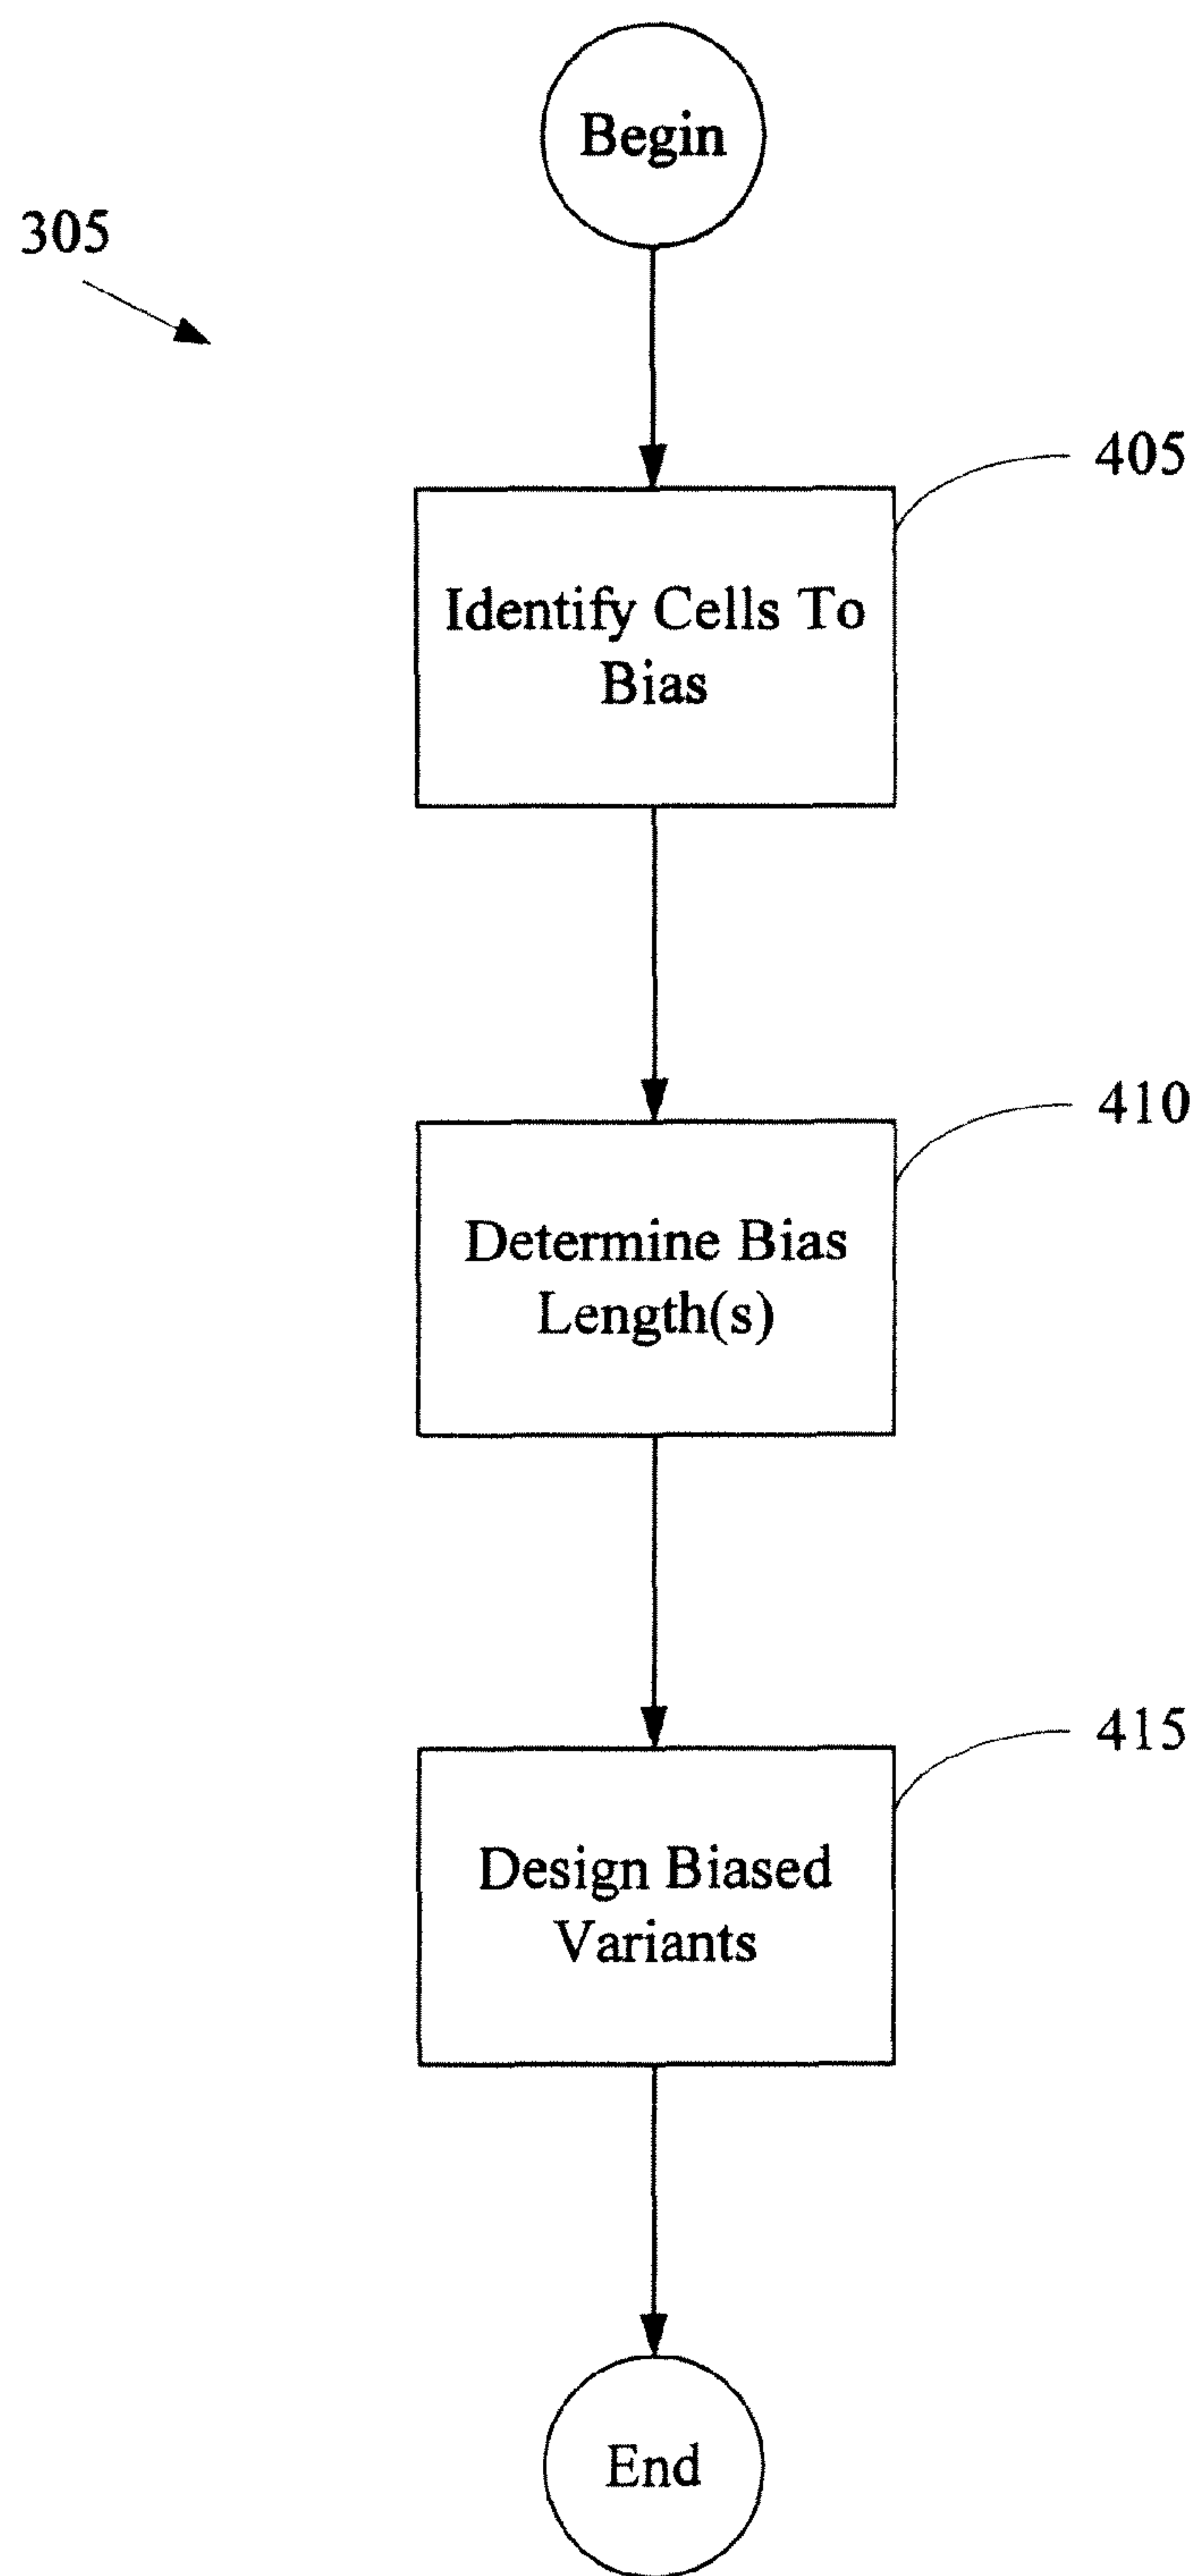 Begin
305
405
Identify Cells To
Bias
410
Determine Bias
Length(s)
415
Design Biased
Variants
End